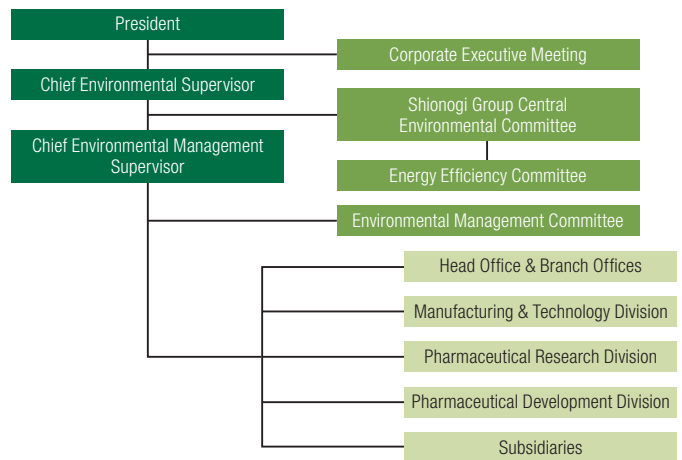 President
Corporate Executive Meeting
Chief Environmental Supervisor
Shionogi Group Central
Environmental Committee
Chief Environmental Management
Supervisor
Energy Efficiency Committee
Environmental Management Committee
Head Office & Branch Offices
Manufacturing & Technology Division
Pharmaceutical Research Division
Pharmaceutical Development Division
Subsidiaries